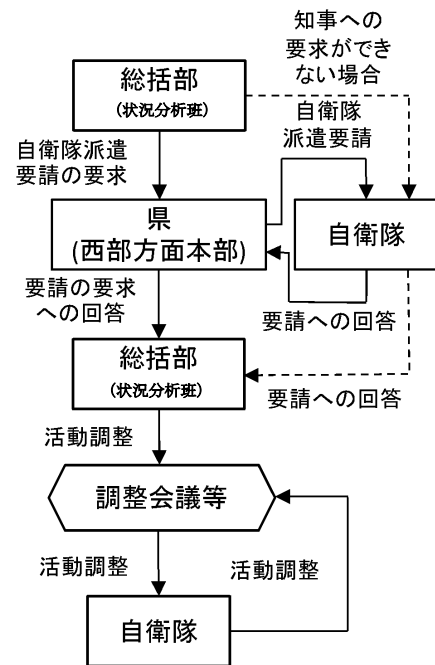 知事への
要求ができ
ない場合
総括部
(状況分析班)
自衛隊
派遣要請
自衛隊派遣
要請の要求
県
(西部方面本部)
自衛隊
要請の要求
への回答
要請への回答
総括部
(状況分析班)
要請への回答
活動調整
調整会議等
活動調整
活動調整
自衛隊